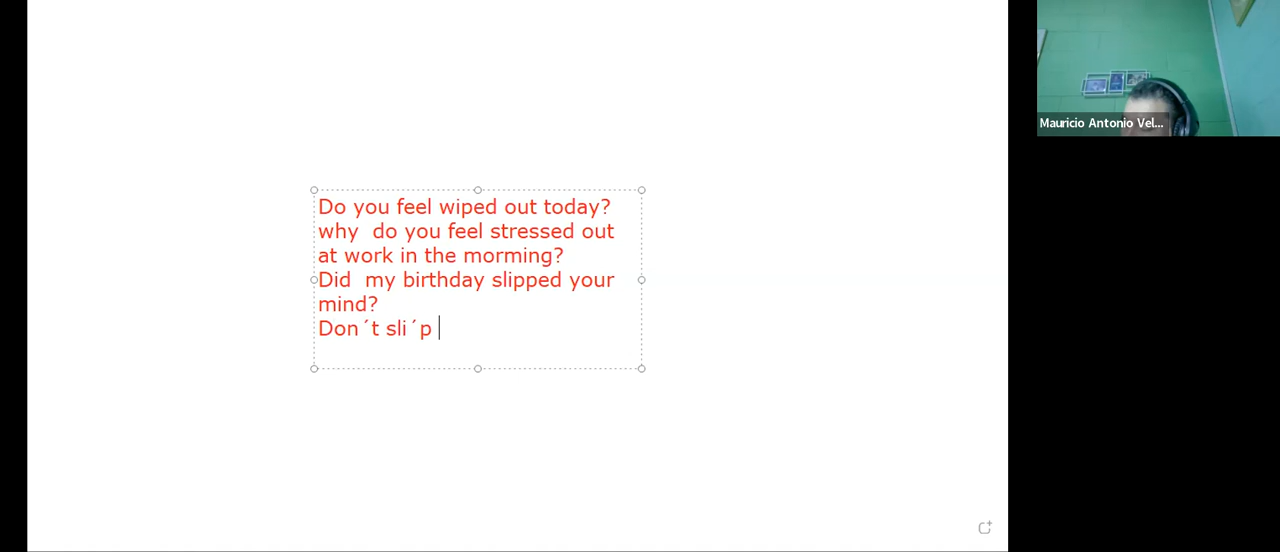 Do you feel wiped out today?
why  do you feel stressed out
at work in the morming?
Did  my birthday slipped your
mind?
Don´t sli´p
Mauricio Antonio Vel...